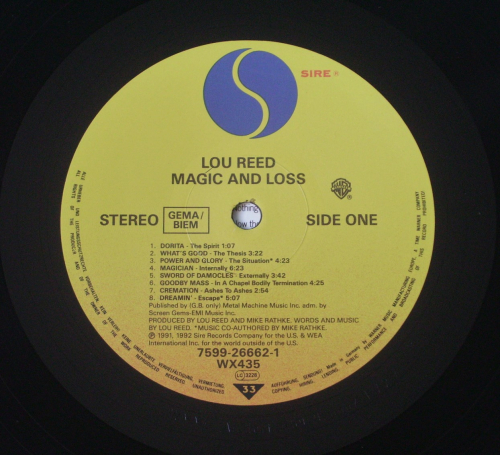 SIRE ®
LOU REED
MAGIC AND LOSS
STEREO GEMA/ BIEM SIDE ONE
1. DORITA - The Spirit 1:07
2. WHAT'S GOOD - The Thesis 3:22
3. POWER AND GLORY - The Situation* 4:23
4. MAGICIAN - Internally 6:23
5. SWORD OF DAMOCLES - Externally 3:42
6. GOODBY MASS - In A Chapel Bodily Termination 4:25
7. CREMATION - Ashes To Ashes 2:54
8. DREAMIN' - Escape* 5:07
Published by (G.B. only) Metal Machine Music Inc. adm. by
Screen Gems-EMI Music Inc.
PRODUCED BY LOU REED AND MIKE RATHKE. WORDS AND MUSIC
BY LOU REED. *MUSIC CO-AUTHORED BY MIKE RATHKE.
℗ 1991, 1992 Sire Records Company for the U.S. & WEA
International Inc. for the world outside of the U.S.
7599-26662-1
WX435
LC 3228
33